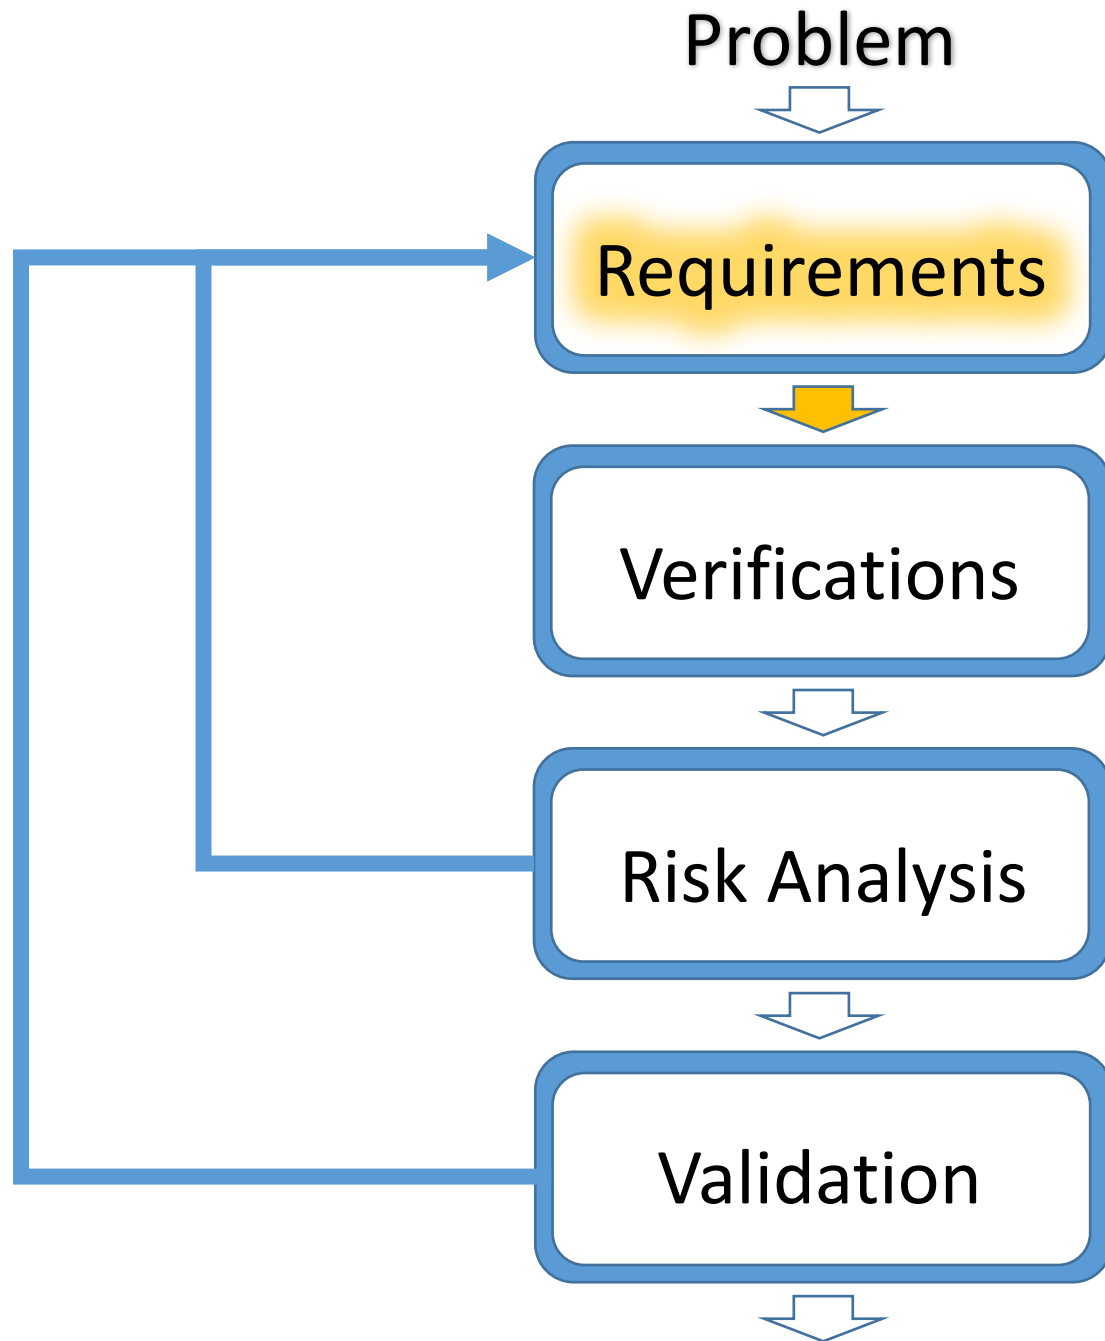 Problem
Requirements
Verifications
Risk Analysis
Validation